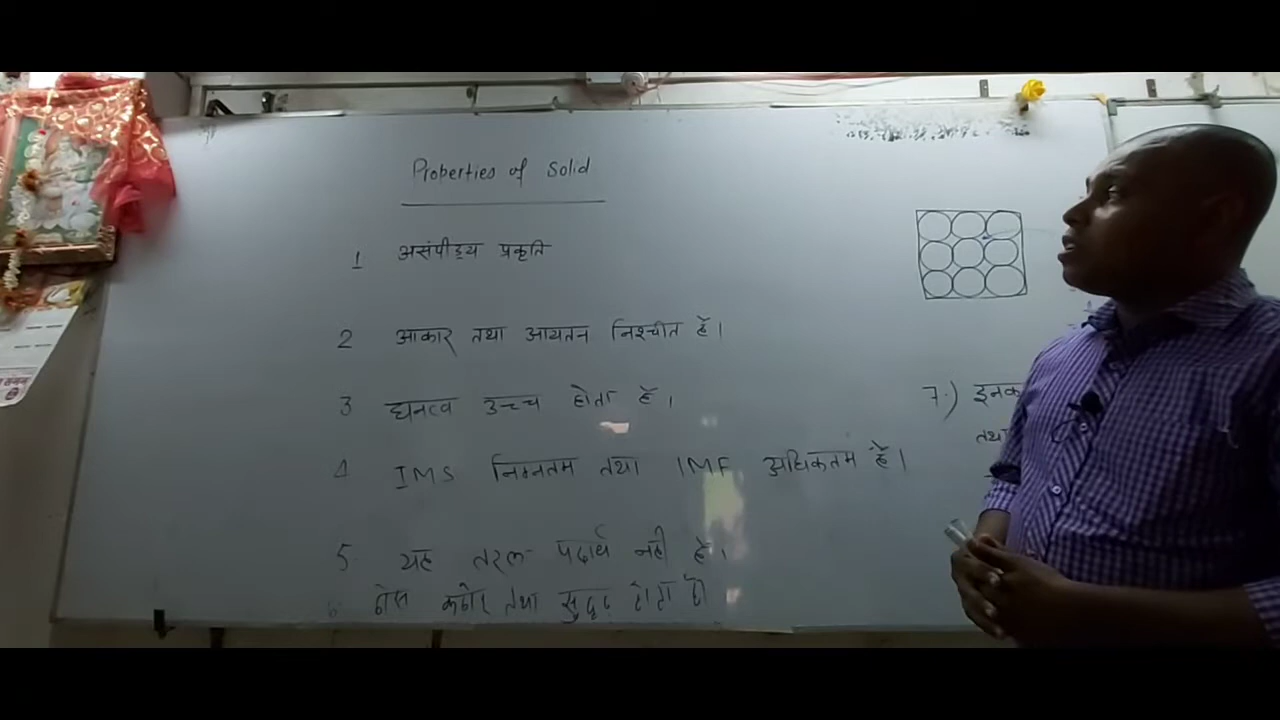 Properties of Solid
1 असंपीड्य प्रकृति
2 आकार तथा आयतन निश्चीत हैं।
3 घनत्व उच्च होता हैं।
4 IMS निम्नतम तथा IMF अधिकतम हैं।
5 यह तरल पदार्थ नही हैं।
6 ठोस कठोर तथा सुदृढ़ होता है
7.) इनक
तथा